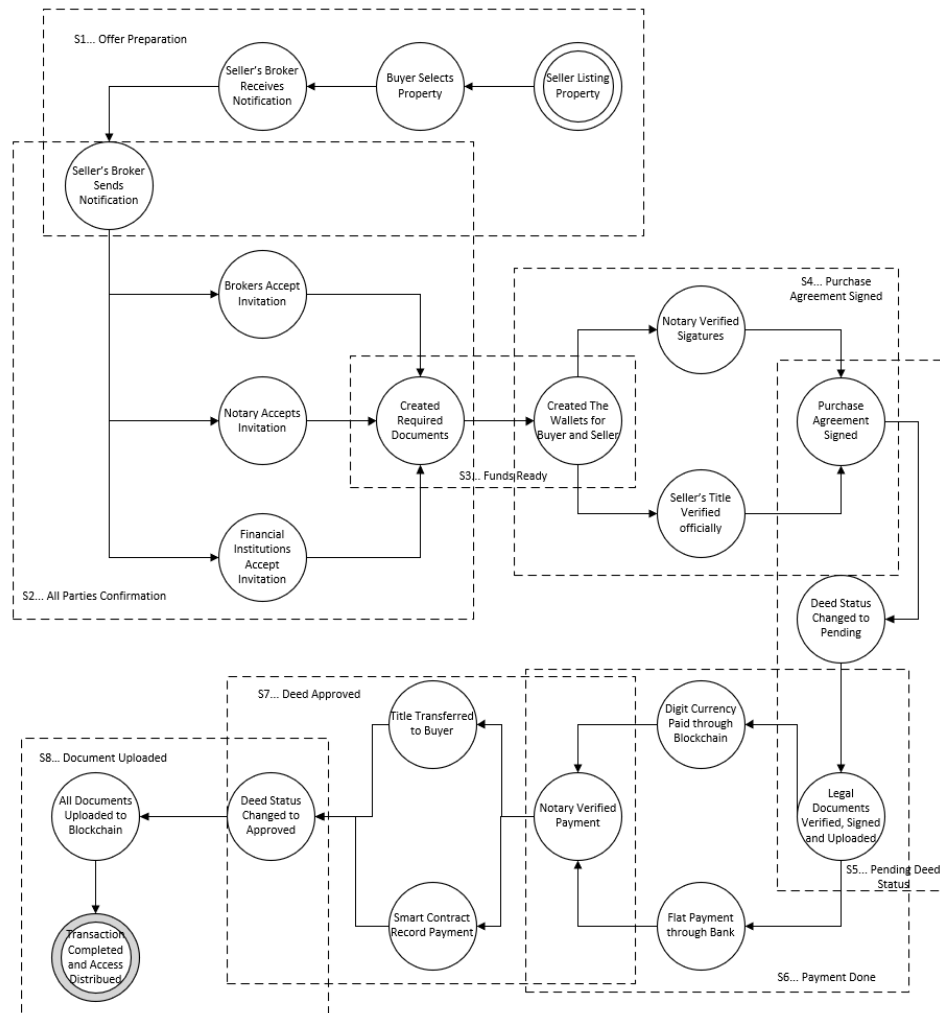 S1... Offer Preparation
Seller's Broker
Receives
Notification
Buyer Selects
Property
Seller Listing
Property
Seller's Broker
Sends
Notification
Brokers Accept
Invitation
Notary Accepts
Invitation
Financial
Institutions
Accept
Invitation
S2... All Parties Confirmation
Created
Required
Documents
S3... Funds Ready
Created The
Wallets for
Buyer and Seller
S4... Purchase
Agreement Signed
Notary Verified
Sigatures
Seller's Title
Verified
officially
Purchase
Agreement
Signed
Deed Status
Changed to
Pending
Legal
Documents
Verified, Signed
and Uploaded
S5... Pending Deed
Status
Digit Currency
Paid through
Blockchain
Flat Payment
through Bank
S6... Payment Done
Notary Verified
Payment
S7... Deed Approved
Title Transferred
to Buyer
Smart Contract
Record Payment
Deed Status
Changed to
Approved
S8... Document Uploaded
All Documents
Uploaded to
Blockchain
Transaction
Completed
and Access
Distribued